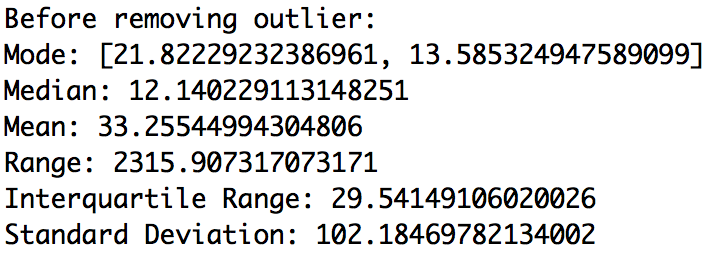 Before removing outlier:
Mode: [21.82229232386961, 13.585324947589099]
Median: 12.140229113148251
Mean: 33.25544994304806
Range: 2315.907317073171
Interquartile Range: 29.54149106020026
Standard Deviation: 102.18469782134002